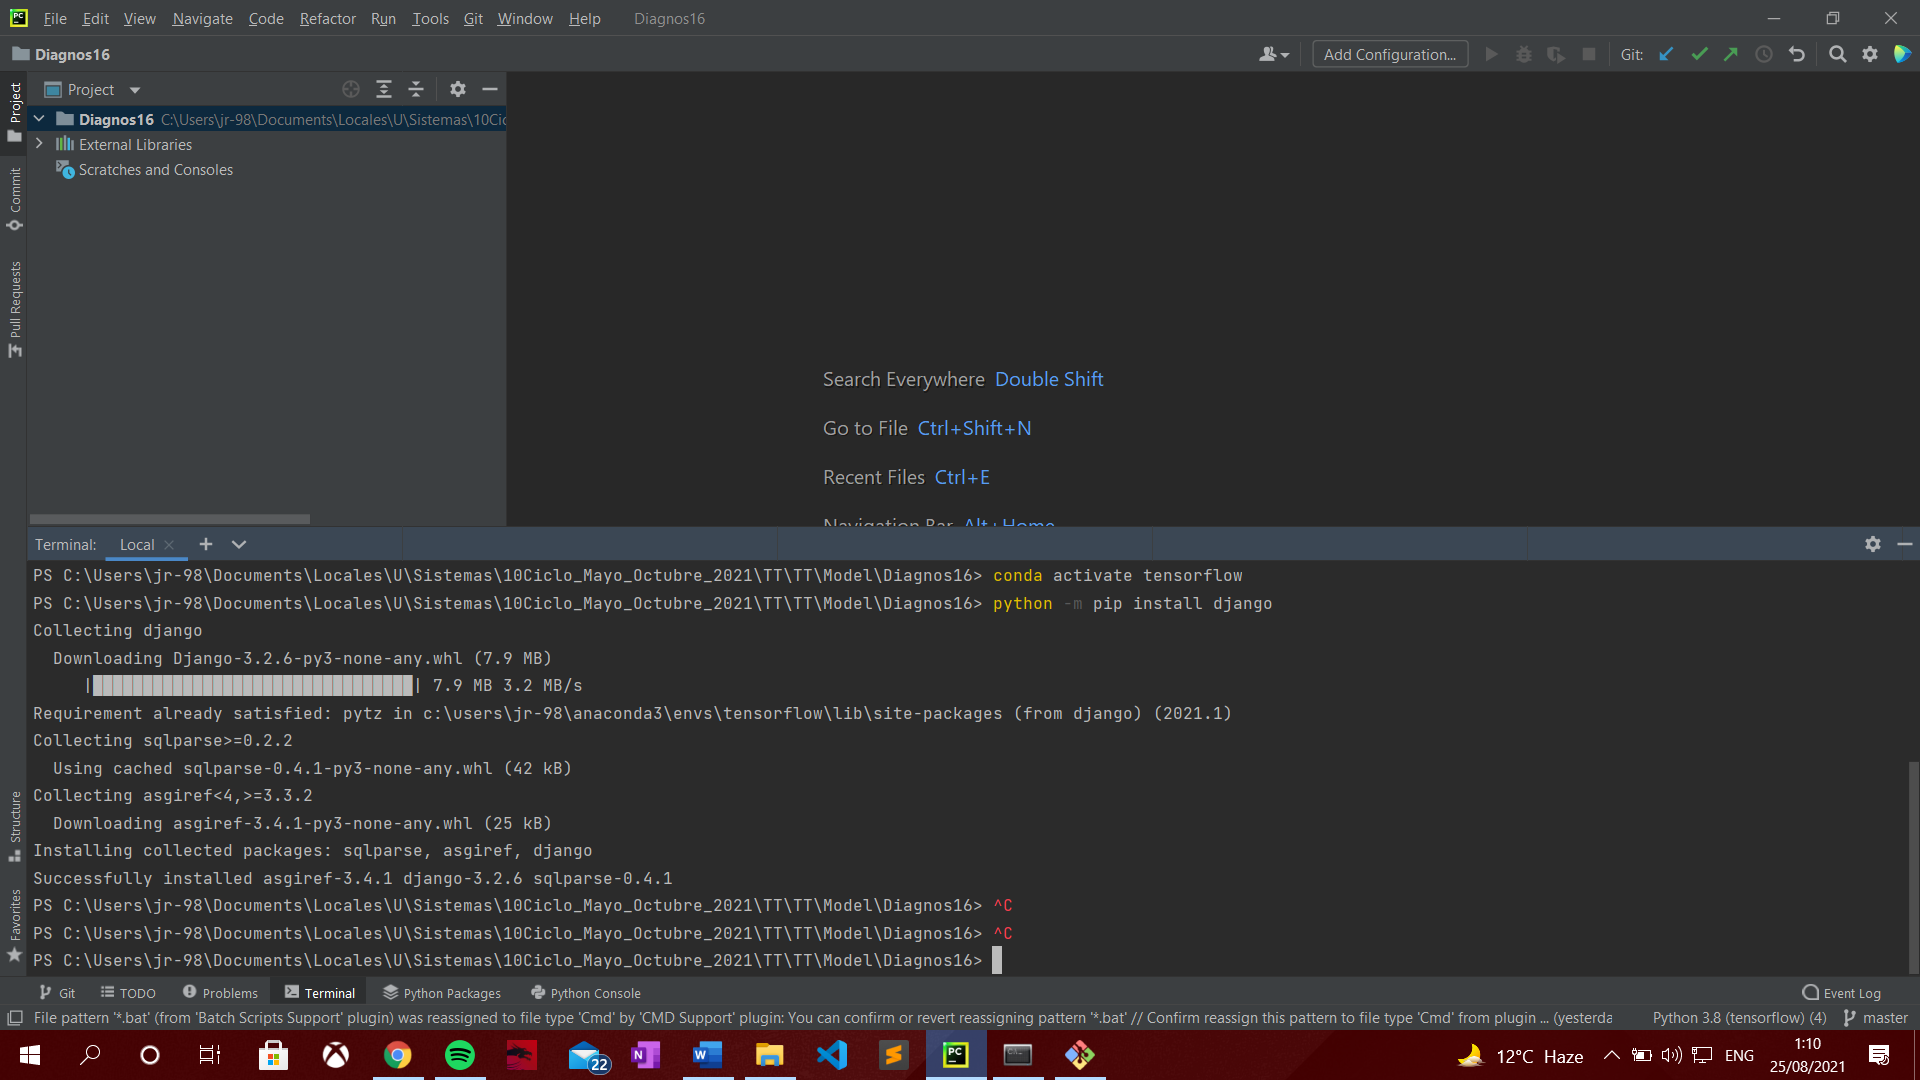 File Edit View Navigate Code Refactor Run Tools Git Window Help Diagnos16
Diagnos16 Add Configuration... Git:
Project
Project
Diagnos16 C:\Users\jr-98\Documents\Locales\U\Sistemas\10Cic
External Libraries
Scratches and Consoles
Commit
Pull Requests
Search Everywhere Double Shift
Go to File Ctrl+Shift+N
Recent Files Ctrl+E
Navigation Bar Alt+Home
Terminal: Local
PS C:\Users\jr-98\Documents\Locales\U\Sistemas\10Ciclo_Mayo_Octubre_2021\TT\TT\Model\Diagnos16> conda activate tensorflow
PS C:\Users\jr-98\Documents\Locales\U\Sistemas\10Ciclo_Mayo_Octubre_2021\TT\TT\Model\Diagnos16> python -m pip install django
Collecting django
Downloading Django-3.2.6-py3-none-any.whl (7.9 MB)
| | 7.9 MB 3.2 MB/s
Requirement already satisfied: pytz in c:\users\jr-98\anaconda3\envs\tensorflow\lib\site-packages (from django) (2021.1)
Collecting sqlparse>=0.2.2
Using cached sqlparse-0.4.1-py3-none-any.whl (42 kB)
Collecting asgiref<4,>=3.3.2
Downloading asgiref-3.4.1-py3-none-any.whl (25 kB)
Installing collected packages: sqlparse, asgiref, django
Successfully installed asgiref-3.4.1 django-3.2.6 sqlparse-0.4.1
PS C:\Users\jr-98\Documents\Locales\U\Sistemas\10Ciclo_Mayo_Octubre_2021\TT\TT\Model\Diagnos16> ^C
PS C:\Users\jr-98\Documents\Locales\U\Sistemas\10Ciclo_Mayo_Octubre_2021\TT\TT\Model\Diagnos16> ^C
PS C:\Users\jr-98\Documents\Locales\U\Sistemas\10Ciclo_Mayo_Octubre_2021\TT\TT\Model\Diagnos16>
Structure
Favorites
Git TODO Problems Terminal Python Packages Python Console Event Log
File pattern '*.bat' (from 'Batch Scripts Support' plugin) was reassigned to file type 'Cmd' by 'CMD Support' plugin: You can confirm or revert reassigning pattern '*.bat' // Confirm reassign this pattern to file type 'Cmd' from plugin ... (yesterda Python 3.8 (tensorflow) (4) master
22 12°C Haze ENG 1:10
25/08/2021